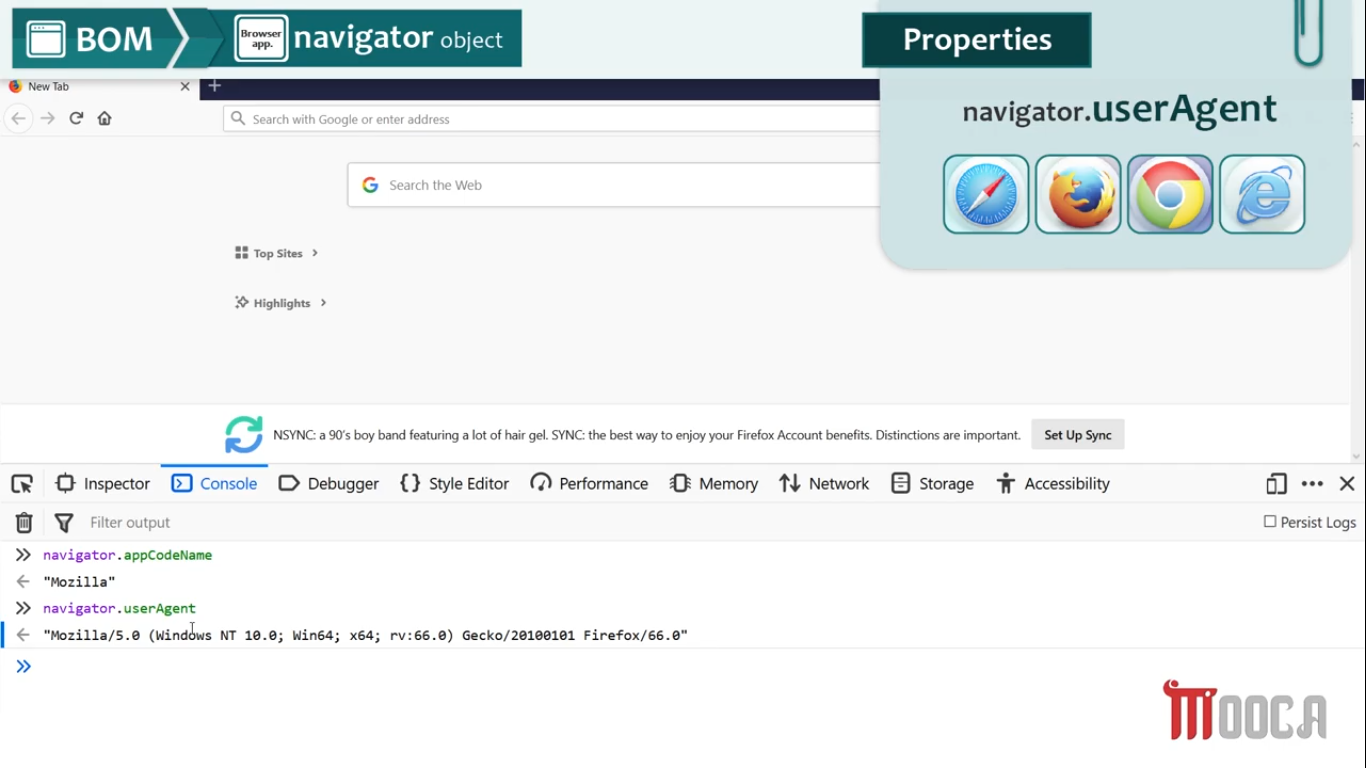 BOM
Browser app.
navigator object
Properties
navigator.userAgent
New Tab
Search with Google or enter address
Search the Web
Top Sites
Highlights
NSYNC: a 90's boy band featuring a lot of hair gel. SYNC: the best way to enjoy your Firefox Account benefits. Distinctions are important.
Set Up Sync
Inspector Console Debugger {} Style Editor Performance Memory Network Storage Accessibility
Filter output
Persist Logs
navigator.appCodeName
"Mozilla"
navigator.userAgent
"Mozilla/5.0 (Windows NT 10.0; Win64; x64; rv:66.0) Gecko/20100101 Firefox/66.0"
MOOCA